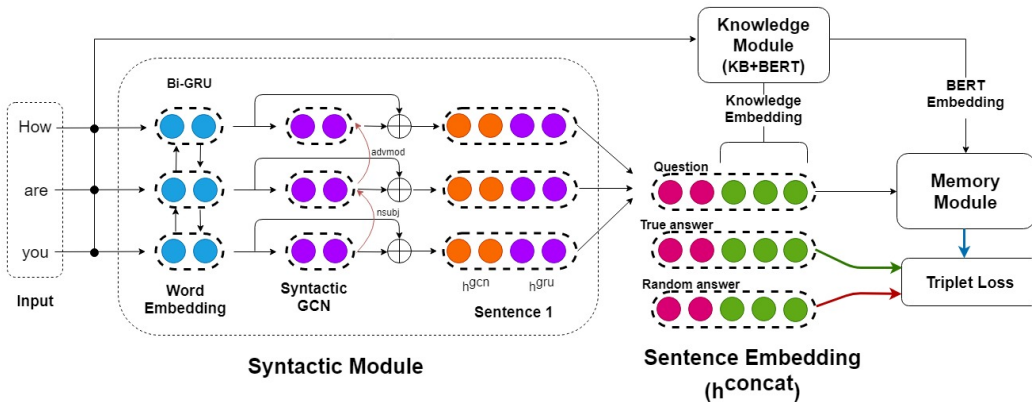 Knowledge
Module
(KB+BERT)
Bi-GRU
BERT
Embedding
Knowledge
Embedding
How
are
you
Input
advmod
nsubj
Word
Embedding
Syntactic
GCN
h^gcn
h^gru
Sentence 1
Question
True answer
Random answer
Memory
Module
Triplet Loss
Syntactic Module
Sentence Embedding
(h^concat)